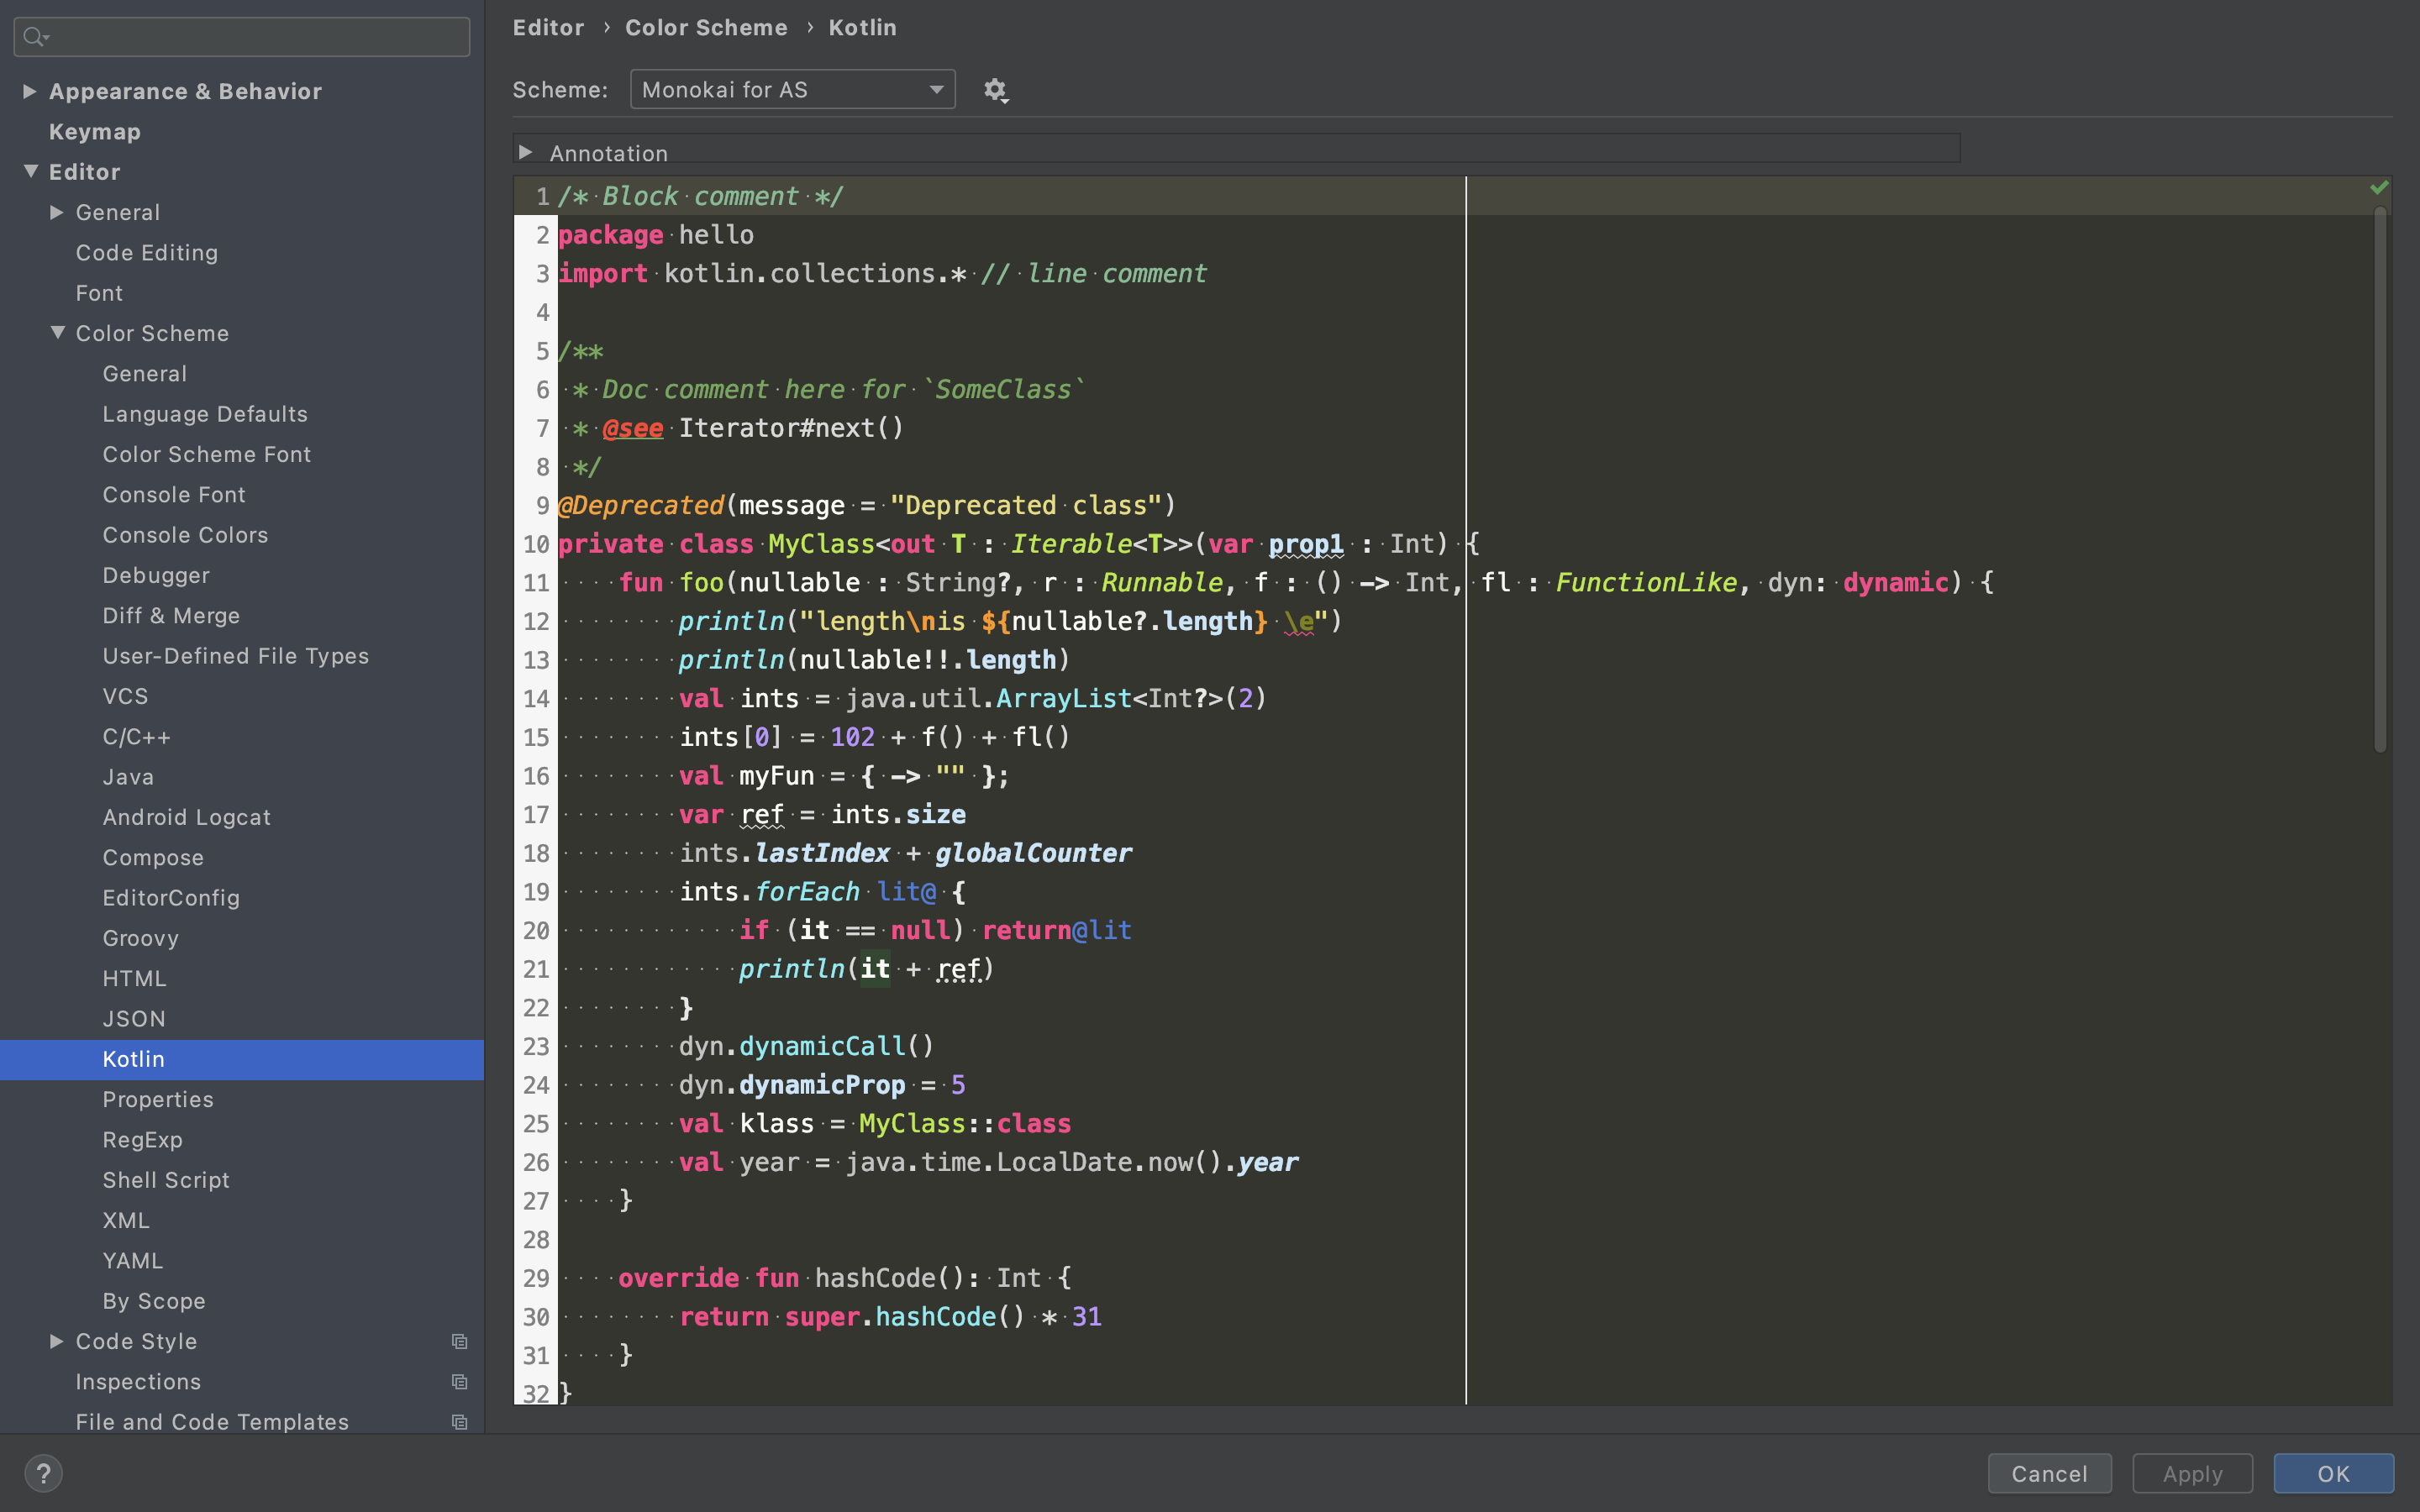 Appearance & Behavior
Keymap
Editor
General
Code Editing
Font
Color Scheme
General
Language Defaults
Color Scheme Font
Console Font
Console Colors
Debugger
Diff & Merge
User-Defined File Types
VCS
C/C++
Java
Android Logcat
Compose
EditorConfig
Groovy
HTML
JSON
Kotlin
Properties
RegExp
Shell Script
XML
YAML
By Scope
Code Style
Inspections
File and Code Templates
Editor › Color Scheme › Kotlin
Scheme: Monokai for AS
Annotation
1 /* Block comment */
2 package hello
3 import kotlin.collections.* // line comment
4
5 /**
6  * Doc comment here for `SomeClass`
7  * @see Iterator#next()
8  */
9 @Deprecated(message = "Deprecated class")
10 private class MyClass<out T : Iterable<T>>(var prop1 : Int) {
11     fun foo(nullable : String?, r : Runnable, f : () -> Int, fl : FunctionLike, dyn: dynamic) {
12         println("length\nis ${nullable?.length} \e")
13         println(nullable!!.length)
14         val ints = java.util.ArrayList<Int?>(2)
15         ints[0] = 102 + f() + fl()
16         val myFun = { -> "" };
17         var ref = ints.size
18         ints.lastIndex + globalCounter
19         ints.forEach lit@ {
20             if (it == null) return@lit
21             println(it + ref)
22         }
23         dyn.dynamicCall()
24         dyn.dynamicProp = 5
25         val klass = MyClass::class
26         val year = java.time.LocalDate.now().year
27     }
28
29     override fun hashCode(): Int {
30         return super.hashCode() * 31
31     }
32 }
? Cancel Apply OK